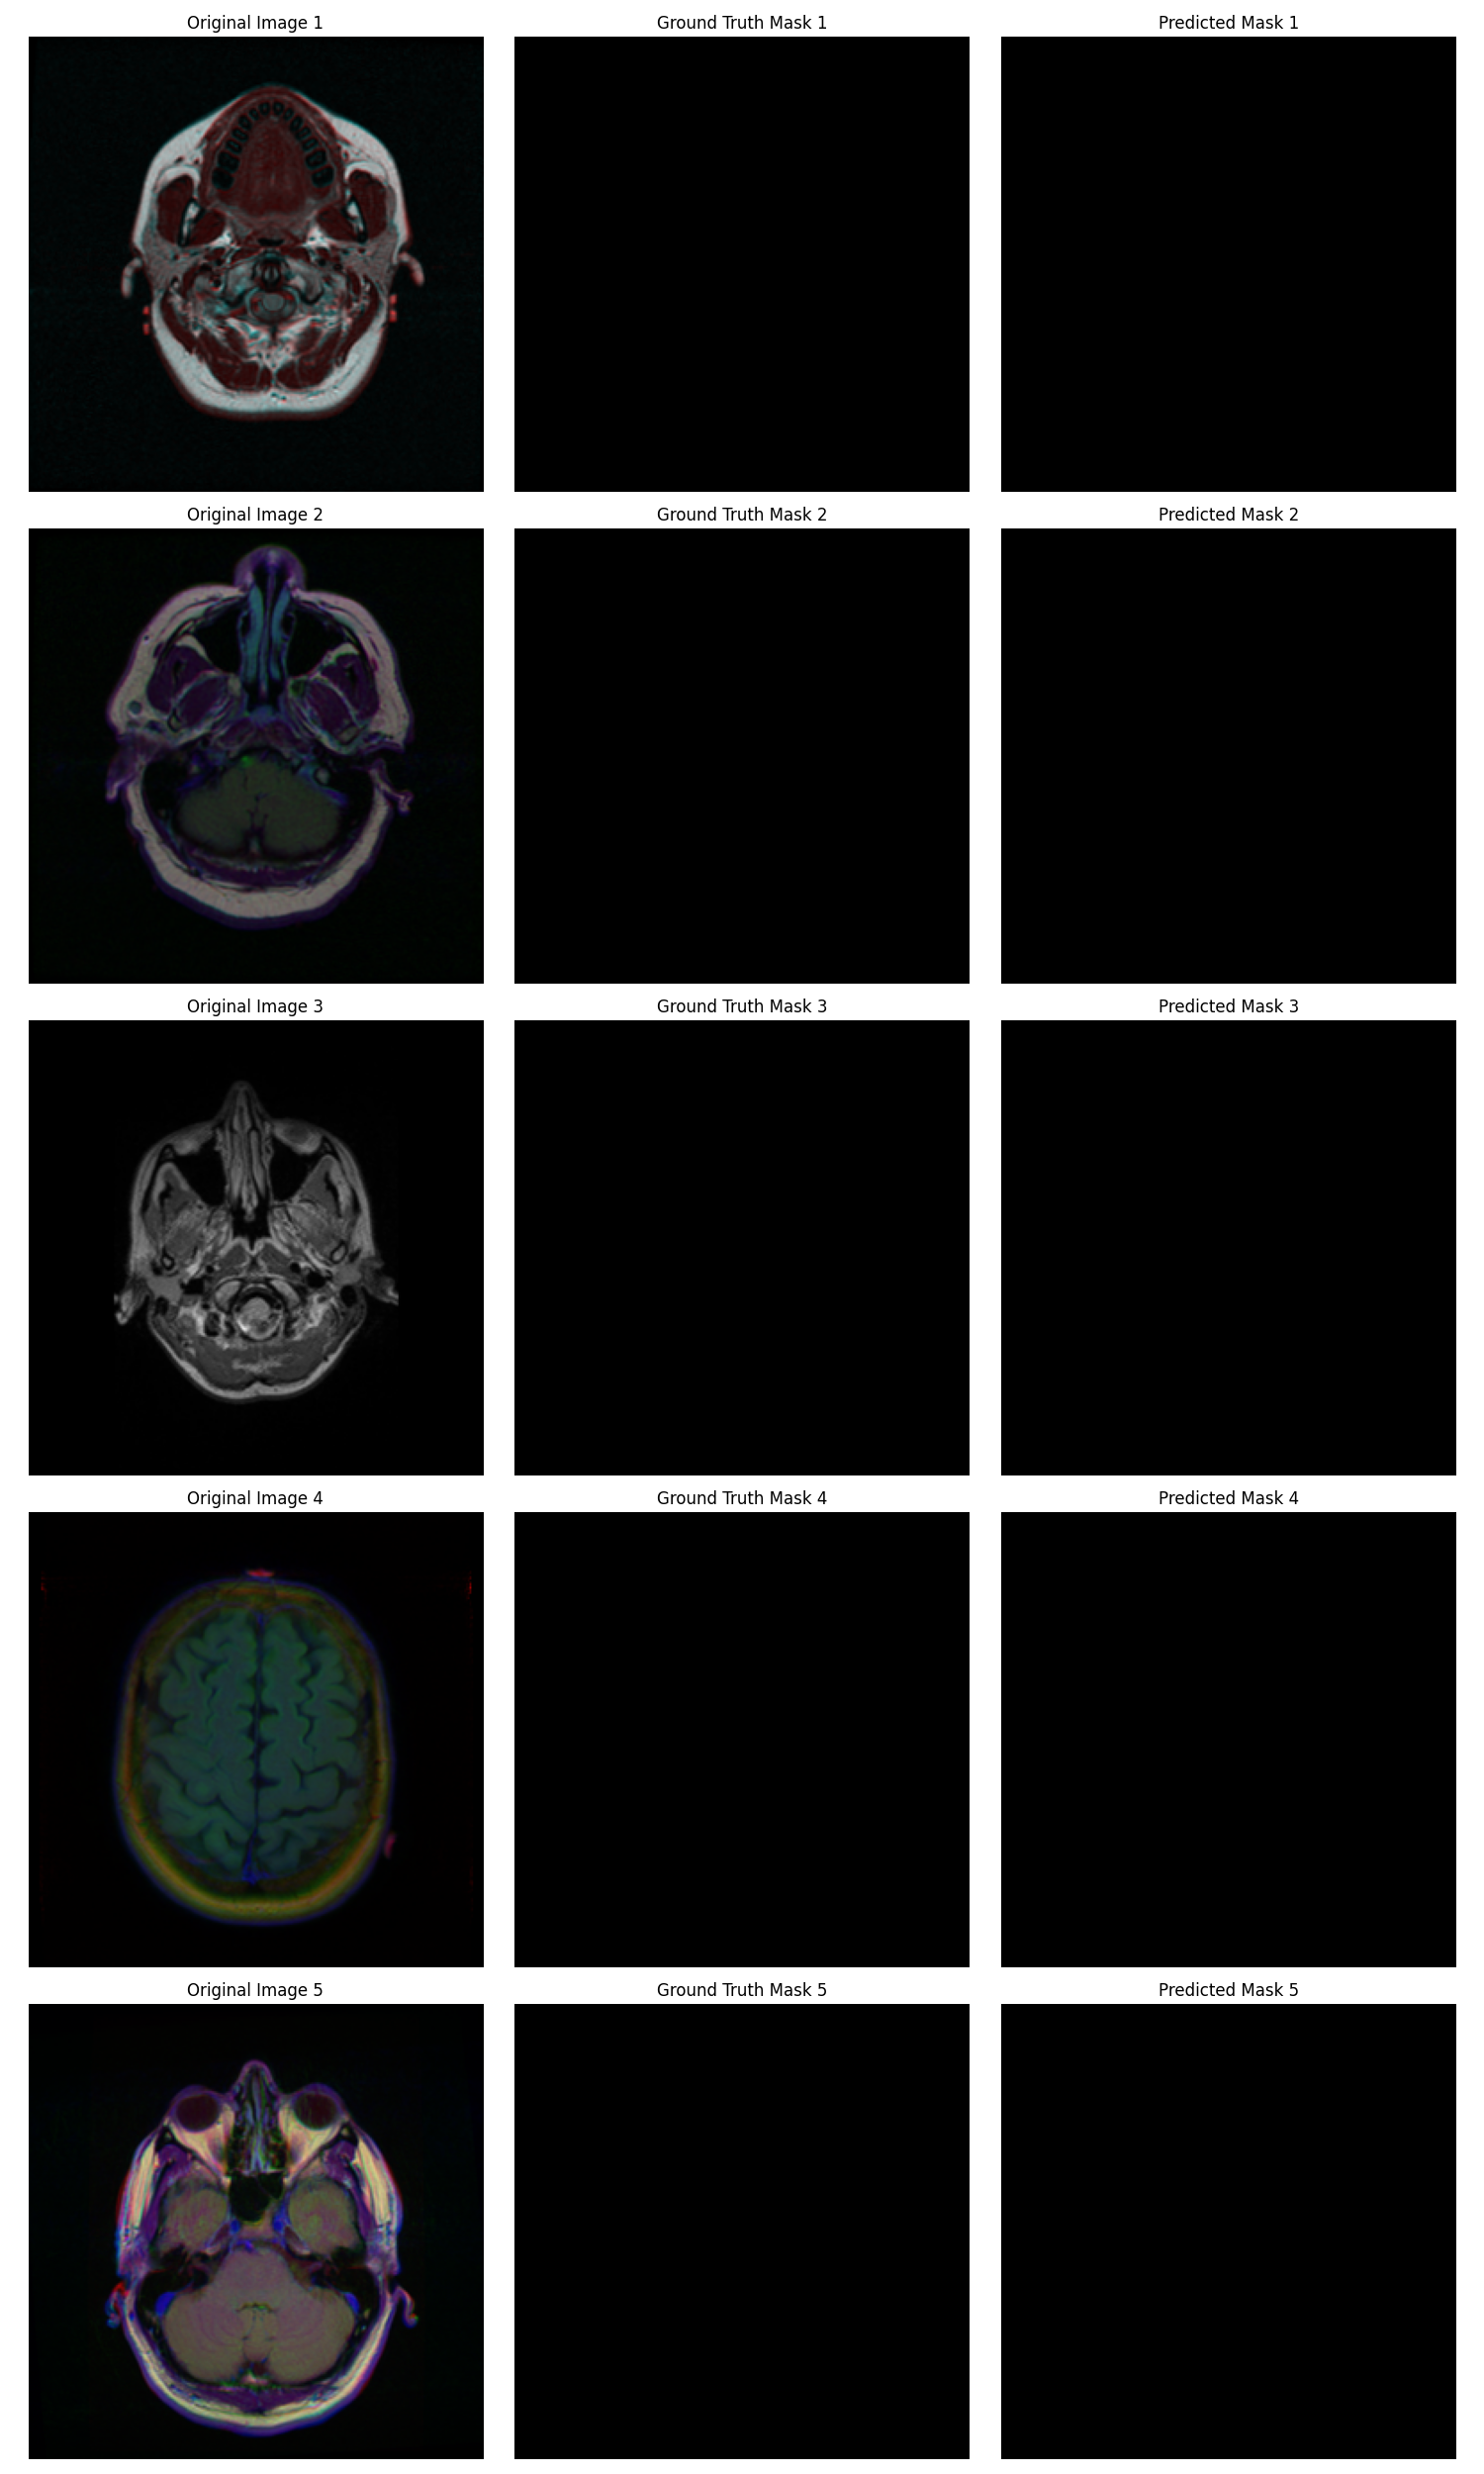 Original Image 1
Ground Truth Mask 1
Predicted Mask 1
Original Image 2
Ground Truth Mask 2
Predicted Mask 2
Original Image 3
Ground Truth Mask 3
Predicted Mask 3
Original Image 4
Ground Truth Mask 4
Predicted Mask 4
Original Image 5
Ground Truth Mask 5
Predicted Mask 5